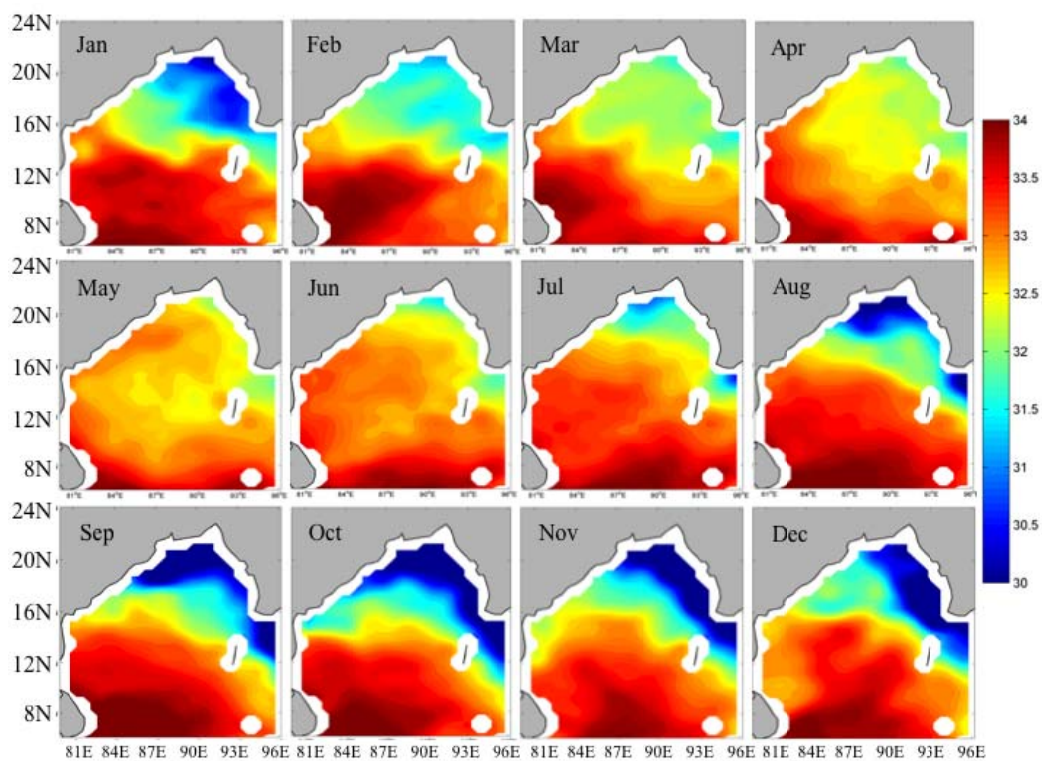 24N
Jan Feb Mar Apr
20N
16N
12N
8N
34
33.5
33
32.5
32
31.5
31
30.5
30
24N
May Jun Jul Aug
20N
16N
12N
8N
24N
Sep Oct Nov Dec
20N
16N
12N
8N
81E 84E 87E 90E 93E 96E 81E 84E 87E 90E 93E 96E 81E 84E 87E 90E 93E 96E 81E 84E 87E 90E 93E 96E